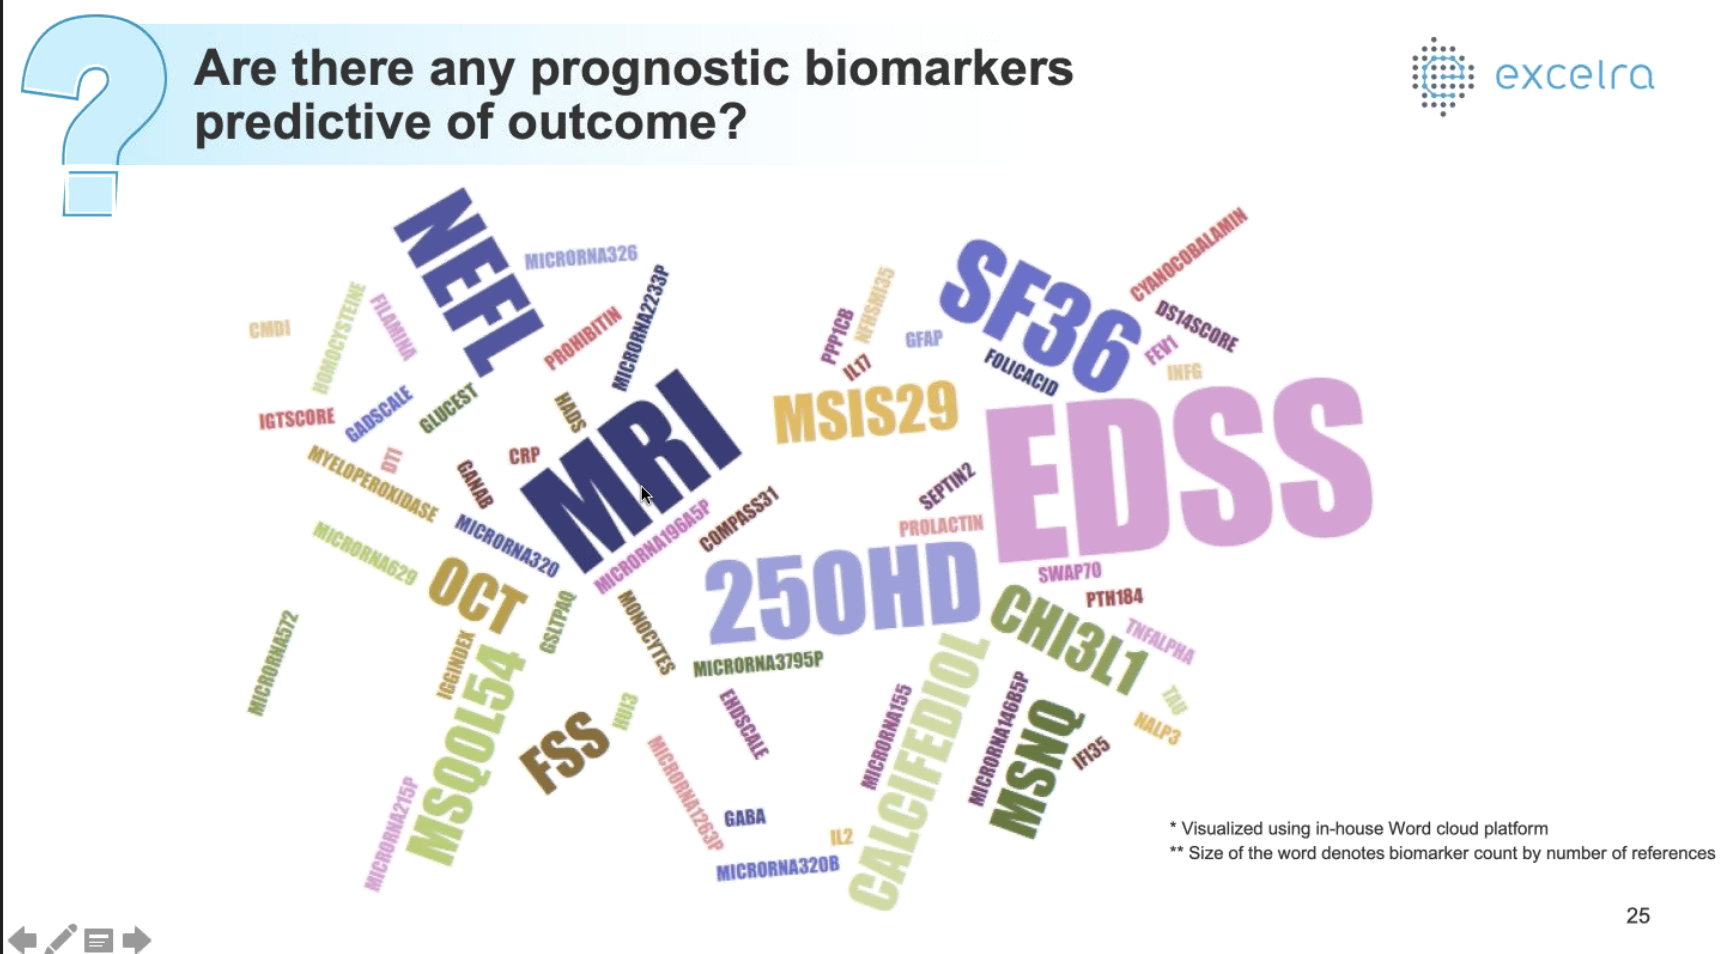 Are there any prognostic biomarkers
predictive of outcome?
excelra
NEFL
MICRORNA326
MICRORNA2233P
PROHIBITIN
HOMOCYSTEINE
FILAMINA
CMDI
IGTSCORE
GADSCALE
GLUCEST
HADS
DTI
MYELOPEROXIDASE
GANAB
CRP
MRI
MICRORNA320
MICRORNA196A5P
COMPASS31
MICRORNA629
OCT
GSLTPAQ
MONOCYTES
MICRORNA572
IGGINDEX
MSQOL54
FSS
HUI3
MICRORNA215P
MICRORNA1263P
EHDSCALE
GABA
MICRORNA320B
IL2
PPP1CB
NFHSMI35
IL17
GFAP
SF36
FOLICACID
CYANOCOBALAMIN
DS14SCORE
FEV1
INFG
MSIS29
EDSS
SEPTIN2
PROLACTIN
250HD
MICRORNA3795P
SWAP70
PTH184
CHI3L1
TNFALPHA
TAU
NALP3
IFI35
MSNQ
MICRORNA146B5P
CALCIFEDIOL
MICRORNA155
* Visualized using in-house Word cloud platform
** Size of the word denotes biomarker count by number of references
25